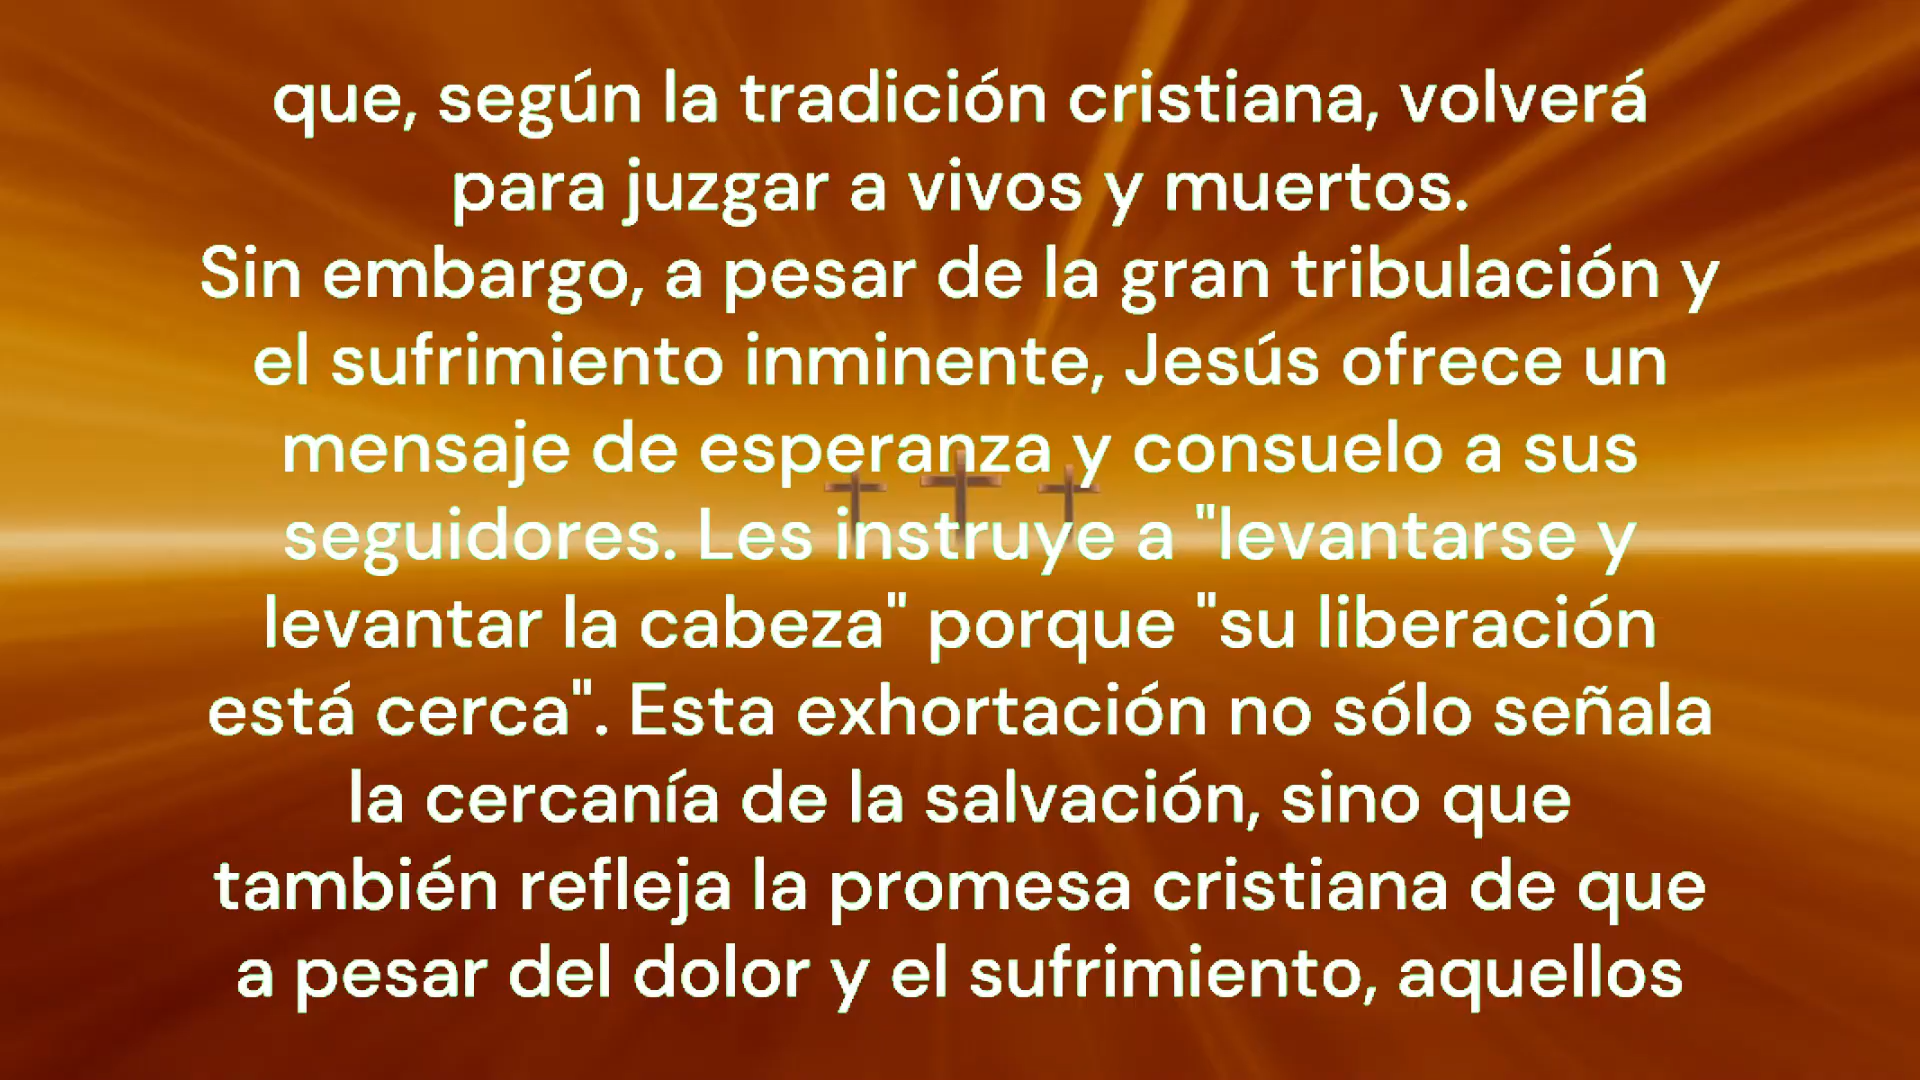 que, según la tradición cristiana, volverá
para juzgar a vivos y muertos.
Sin embargo, a pesar de la gran tribulación y
el sufrimiento inminente, Jesús ofrece un
mensaje de esperanza y consuelo a sus
seguidores. Les instruye a "levantarse y
levantar la cabeza" porque "su liberación
está cerca". Esta exhortación no sólo señala
la cercanía de la salvación, sino que
también refleja la promesa cristiana de que
a pesar del dolor y el sufrimiento, aquellos